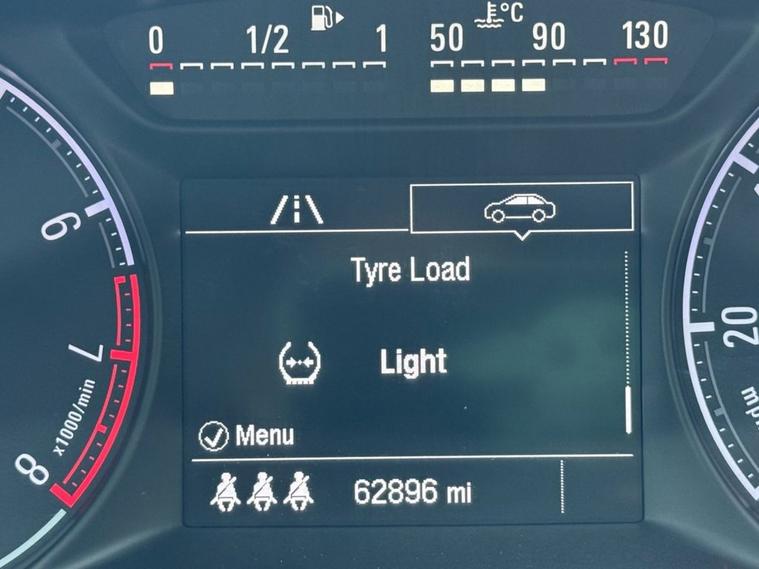 0 1/2 1 50 °C 90 130
Tyre Load
Light
Menu
62896 mi
6
7
8
x1000/min
20